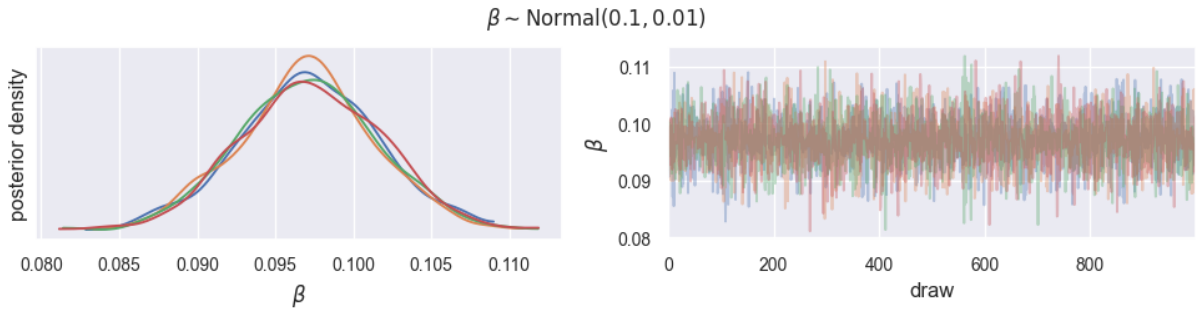 β ~ Normal(0.1, 0.01)
posterior density
0.080 0.085 0.090 0.095 0.100 0.105 0.110
β
β
0.11
0.10
0.09
0.08
0 200 400 600 800
draw